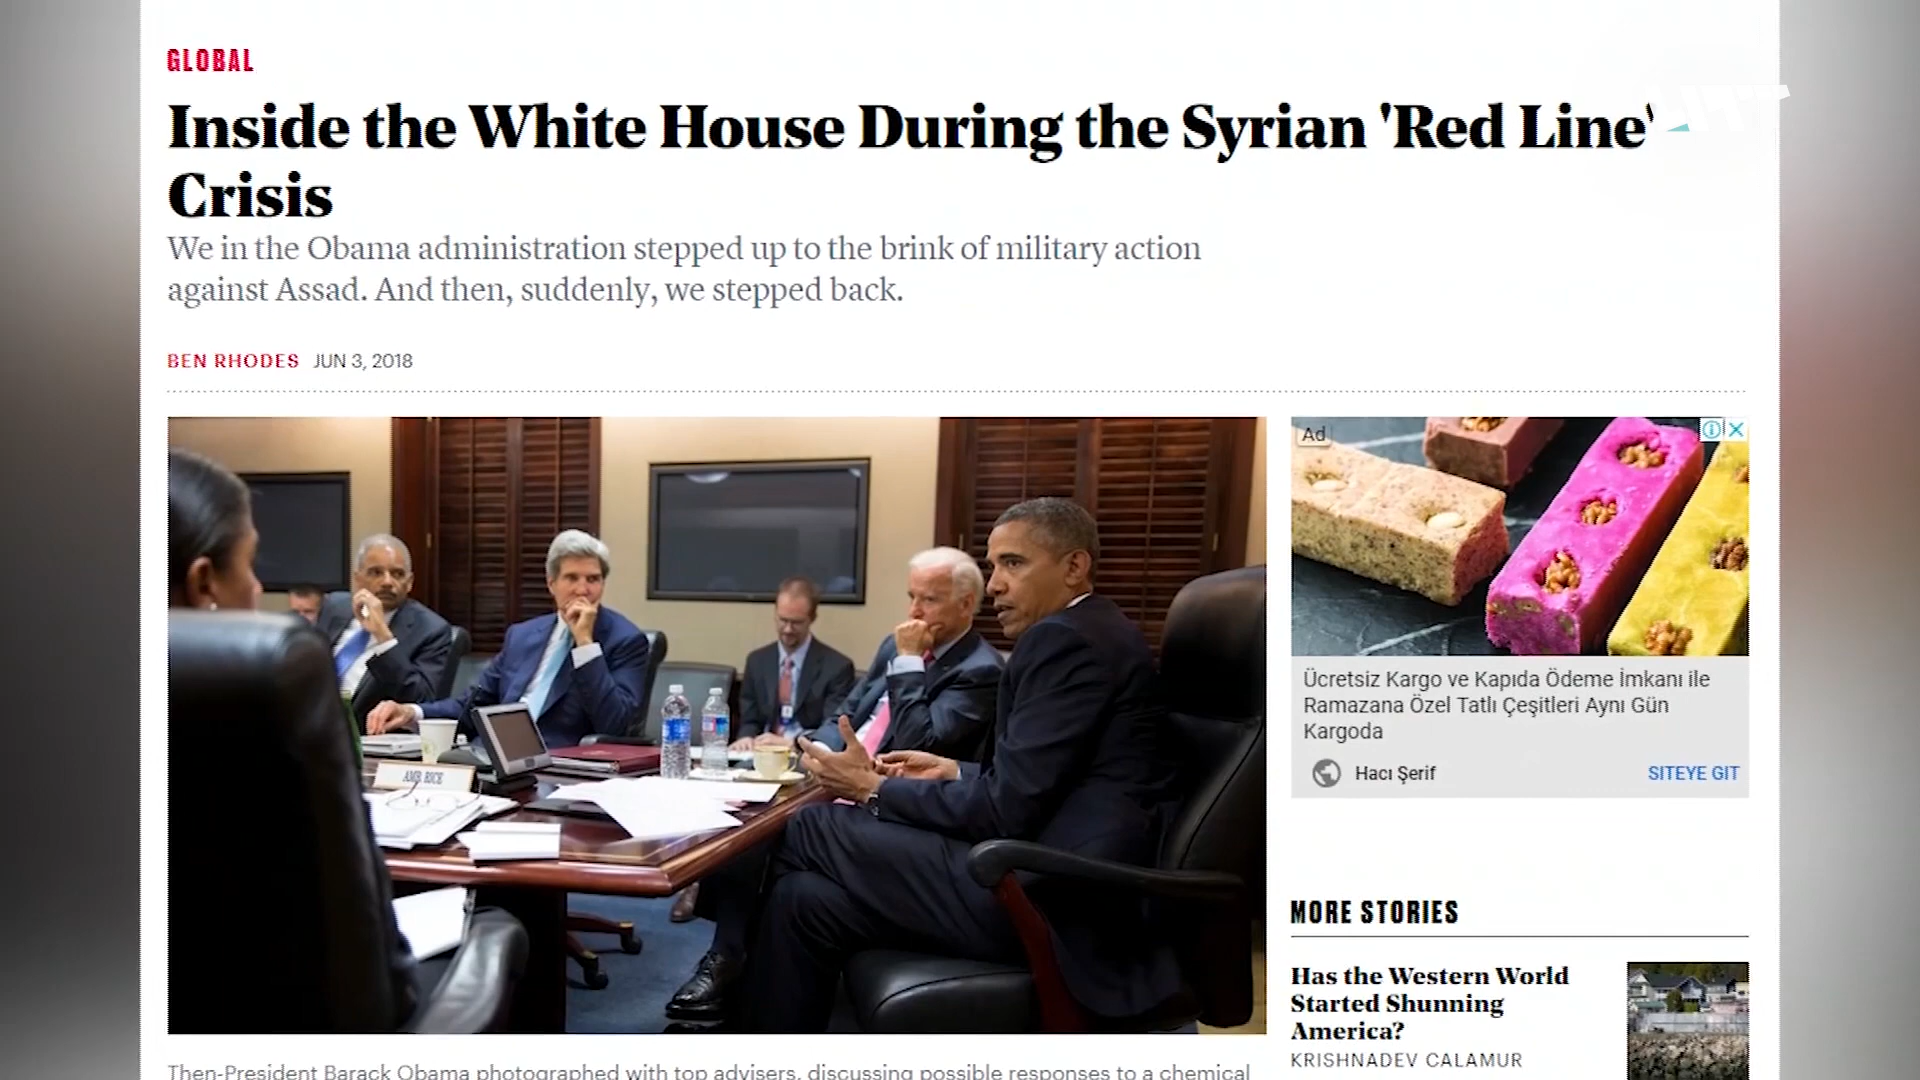 GLOBAL
Inside the White House During the Syrian 'Red Line'
Crisis
We in the Obama administration stepped up to the brink of military action
against Assad. And then, suddenly, we stepped back.
BEN RHODES JUN 3, 2018
AMB RICE
Ad
Ücretsiz Kargo ve Kapıda Ödeme İmkanı ile
Ramazana Özel Tatlı Çeşitleri Aynı Gün
Kargoda
Hacı Şerif
SITEYE GIT
MORE STORIES
Has the Western World
Started Shunning
America?
KRISHNADEV CALAMUR
Then-President Barack Obama photographed with top advisers, discussing possible responses to a chemical